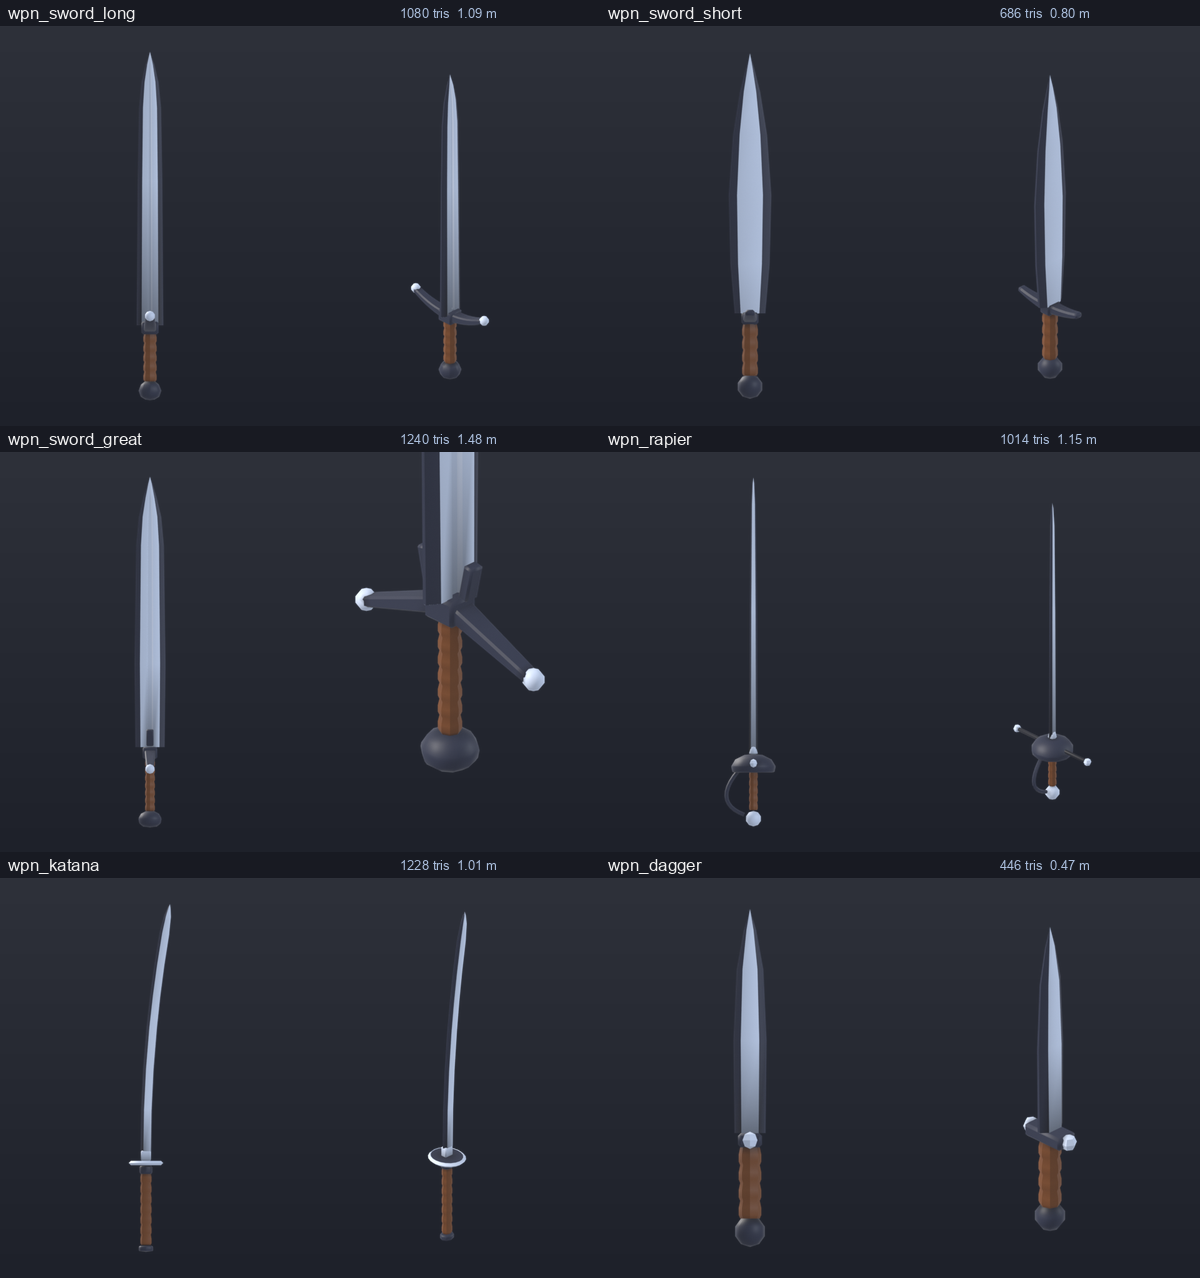 wpn_sword_long 1080 tris 1.09 m
wpn_sword_short 686 tris 0.80 m
wpn_sword_great 1240 tris 1.48 m
wpn_rapier 1014 tris 1.15 m
wpn_katana 1228 tris 1.01 m
wpn_dagger 446 tris 0.47 m